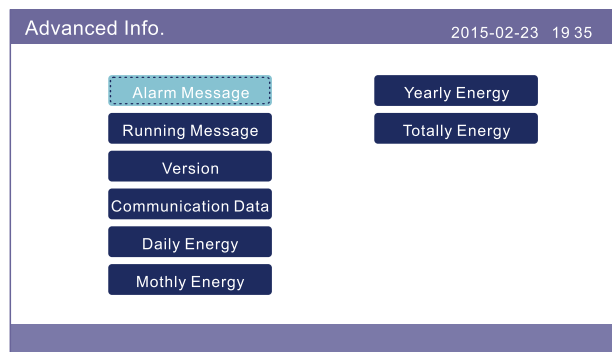 Advanced Info.
2015-02-23 19 35
Alarm Message
Running Message
Version
Communication Data
Daily Energy
Mothly Energy
Yearly Energy
Totally Energy